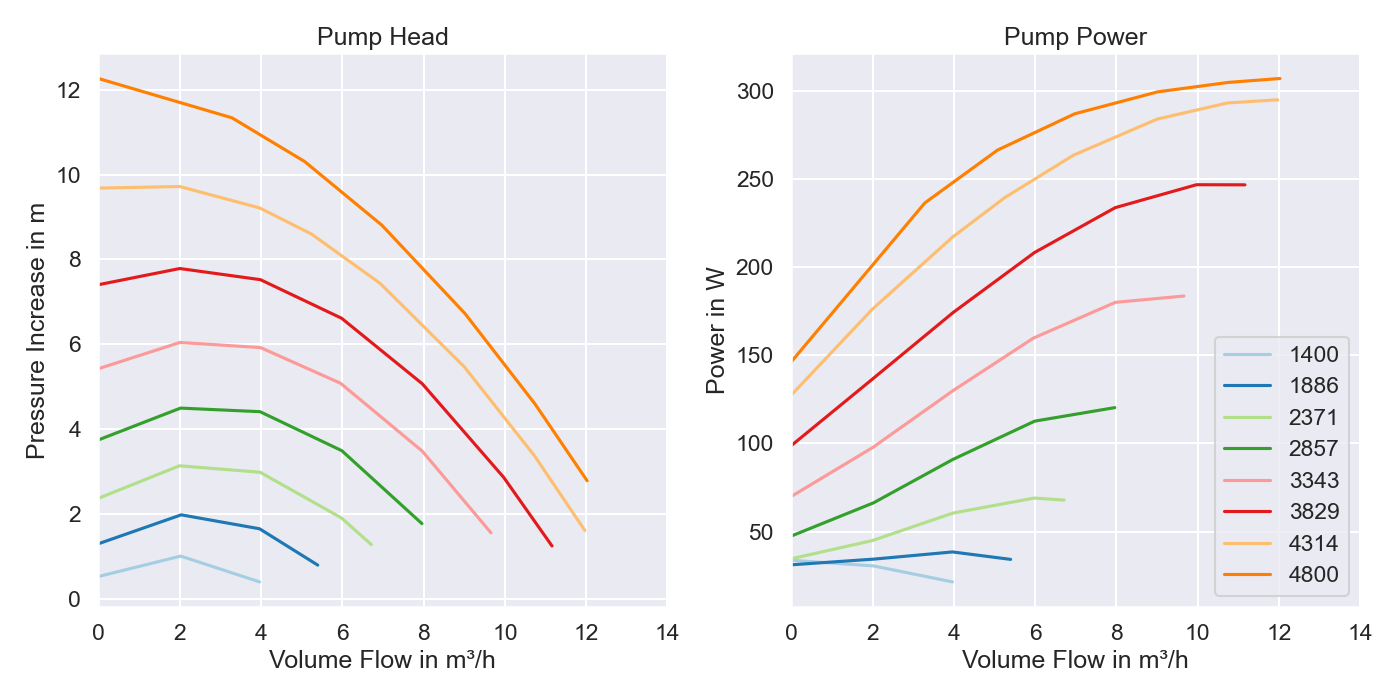 Pump Head
Pressure Increase in m
12
10
8
6
4
2
0
0 2 4 6 8 10 12 14
Volume Flow in m³/h
Pump Power
Power in W
300
250
200
150
100
50
0 2 4 6 8 10 12 14
Volume Flow in m³/h
1400
1886
2371
2857
3343
3829
4314
4800